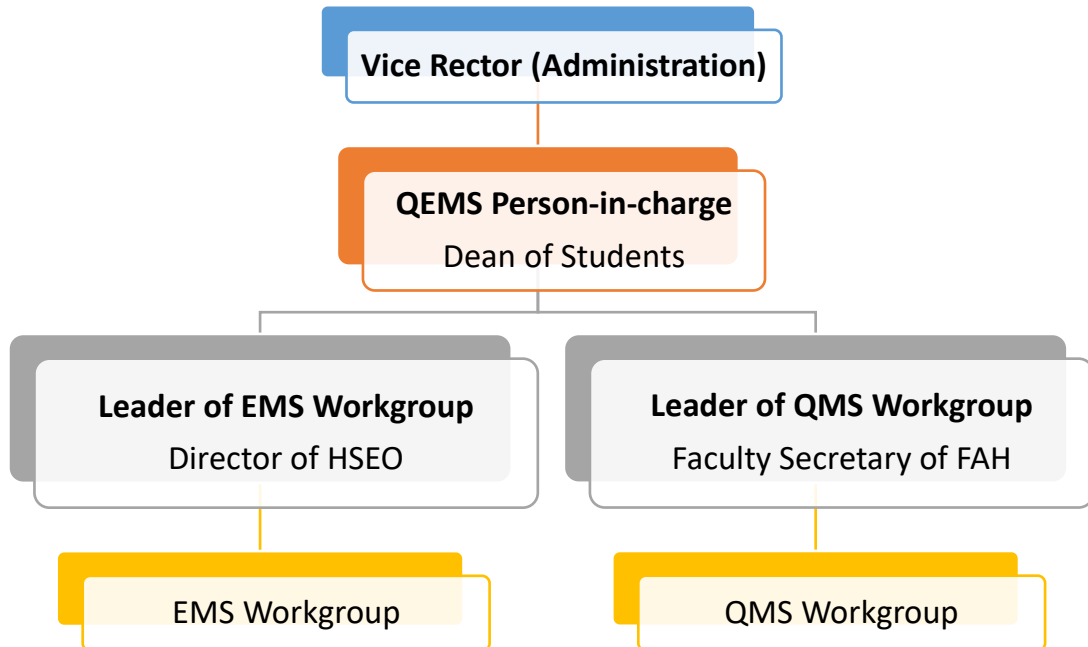 Vice Rector (Administration)
QEMS Person-in-charge
Dean of Students
Leader of EMS Workgroup
Director of HSEO
Leader of QMS Workgroup
Faculty Secretary of FAH
EMS Workgroup
QMS Workgroup